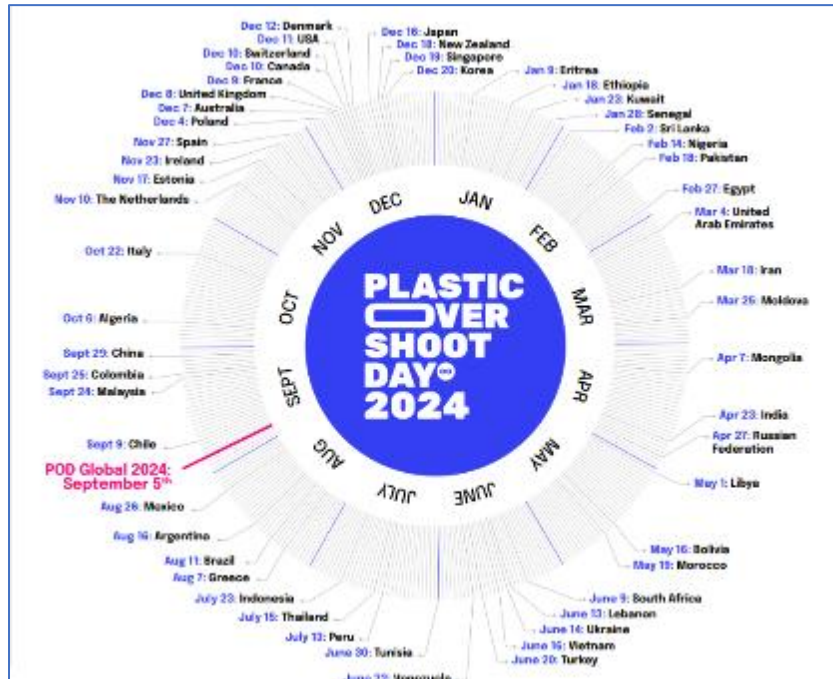 Dec 12: Denmark
Dec 11: USA
Dec 10: Switzerland
Dec 10: Canada
Dec 9: France
Dec 8: United Kingdom
Dec 7: Australia
Dec 4: Poland
Nov 27: Spain
Nov 23: Ireland
Nov 17: Estonia
Nov 10: The Netherlands
Oct 22: Italy
Oct 6: Algeria
Sept 29: China
Sept 25: Colombia
Sept 24: Malaysia
Sept 9: Chile
POD Global 2024:
September 5th
Aug 26: Mexico
Aug 16: Argentina
Aug 11: Brazil
Aug 7: Greece
July 23: Indonesia
July 15: Thailand
July 13: Peru
June 30: Tunisia
June 22: Venezuela
Dec 16: Japan
Dec 18: New Zealand
Dec 19: Singapore
Dec 20: Korea
Jan 9: Eritrea
Jan 18: Ethiopia
Jan 23: Kuwait
Jan 28: Senegal
Feb 2: Sri Lanka
Feb 14: Nigeria
Feb 18: Pakistan
Feb 27: Egypt
Mar 4: United
Arab Emirates
Mar 18: Iran
Mar 25: Moldova
Apr 7: Mongolia
Apr 23: India
Apr 27: Russian
Federation
May 1: Libya
May 16: Bolivia
May 19: Morocco
June 9: South Africa
June 13: Lebanon
June 14: Ukraine
June 16: Vietnam
June 20: Turkey
JAN
FEB
MAR
APR
MAY
JUNE
JULY
AUG
SEPT
OCT
NOV
DEC
PLASTIC
OVER
SHOOT
DAY
2024